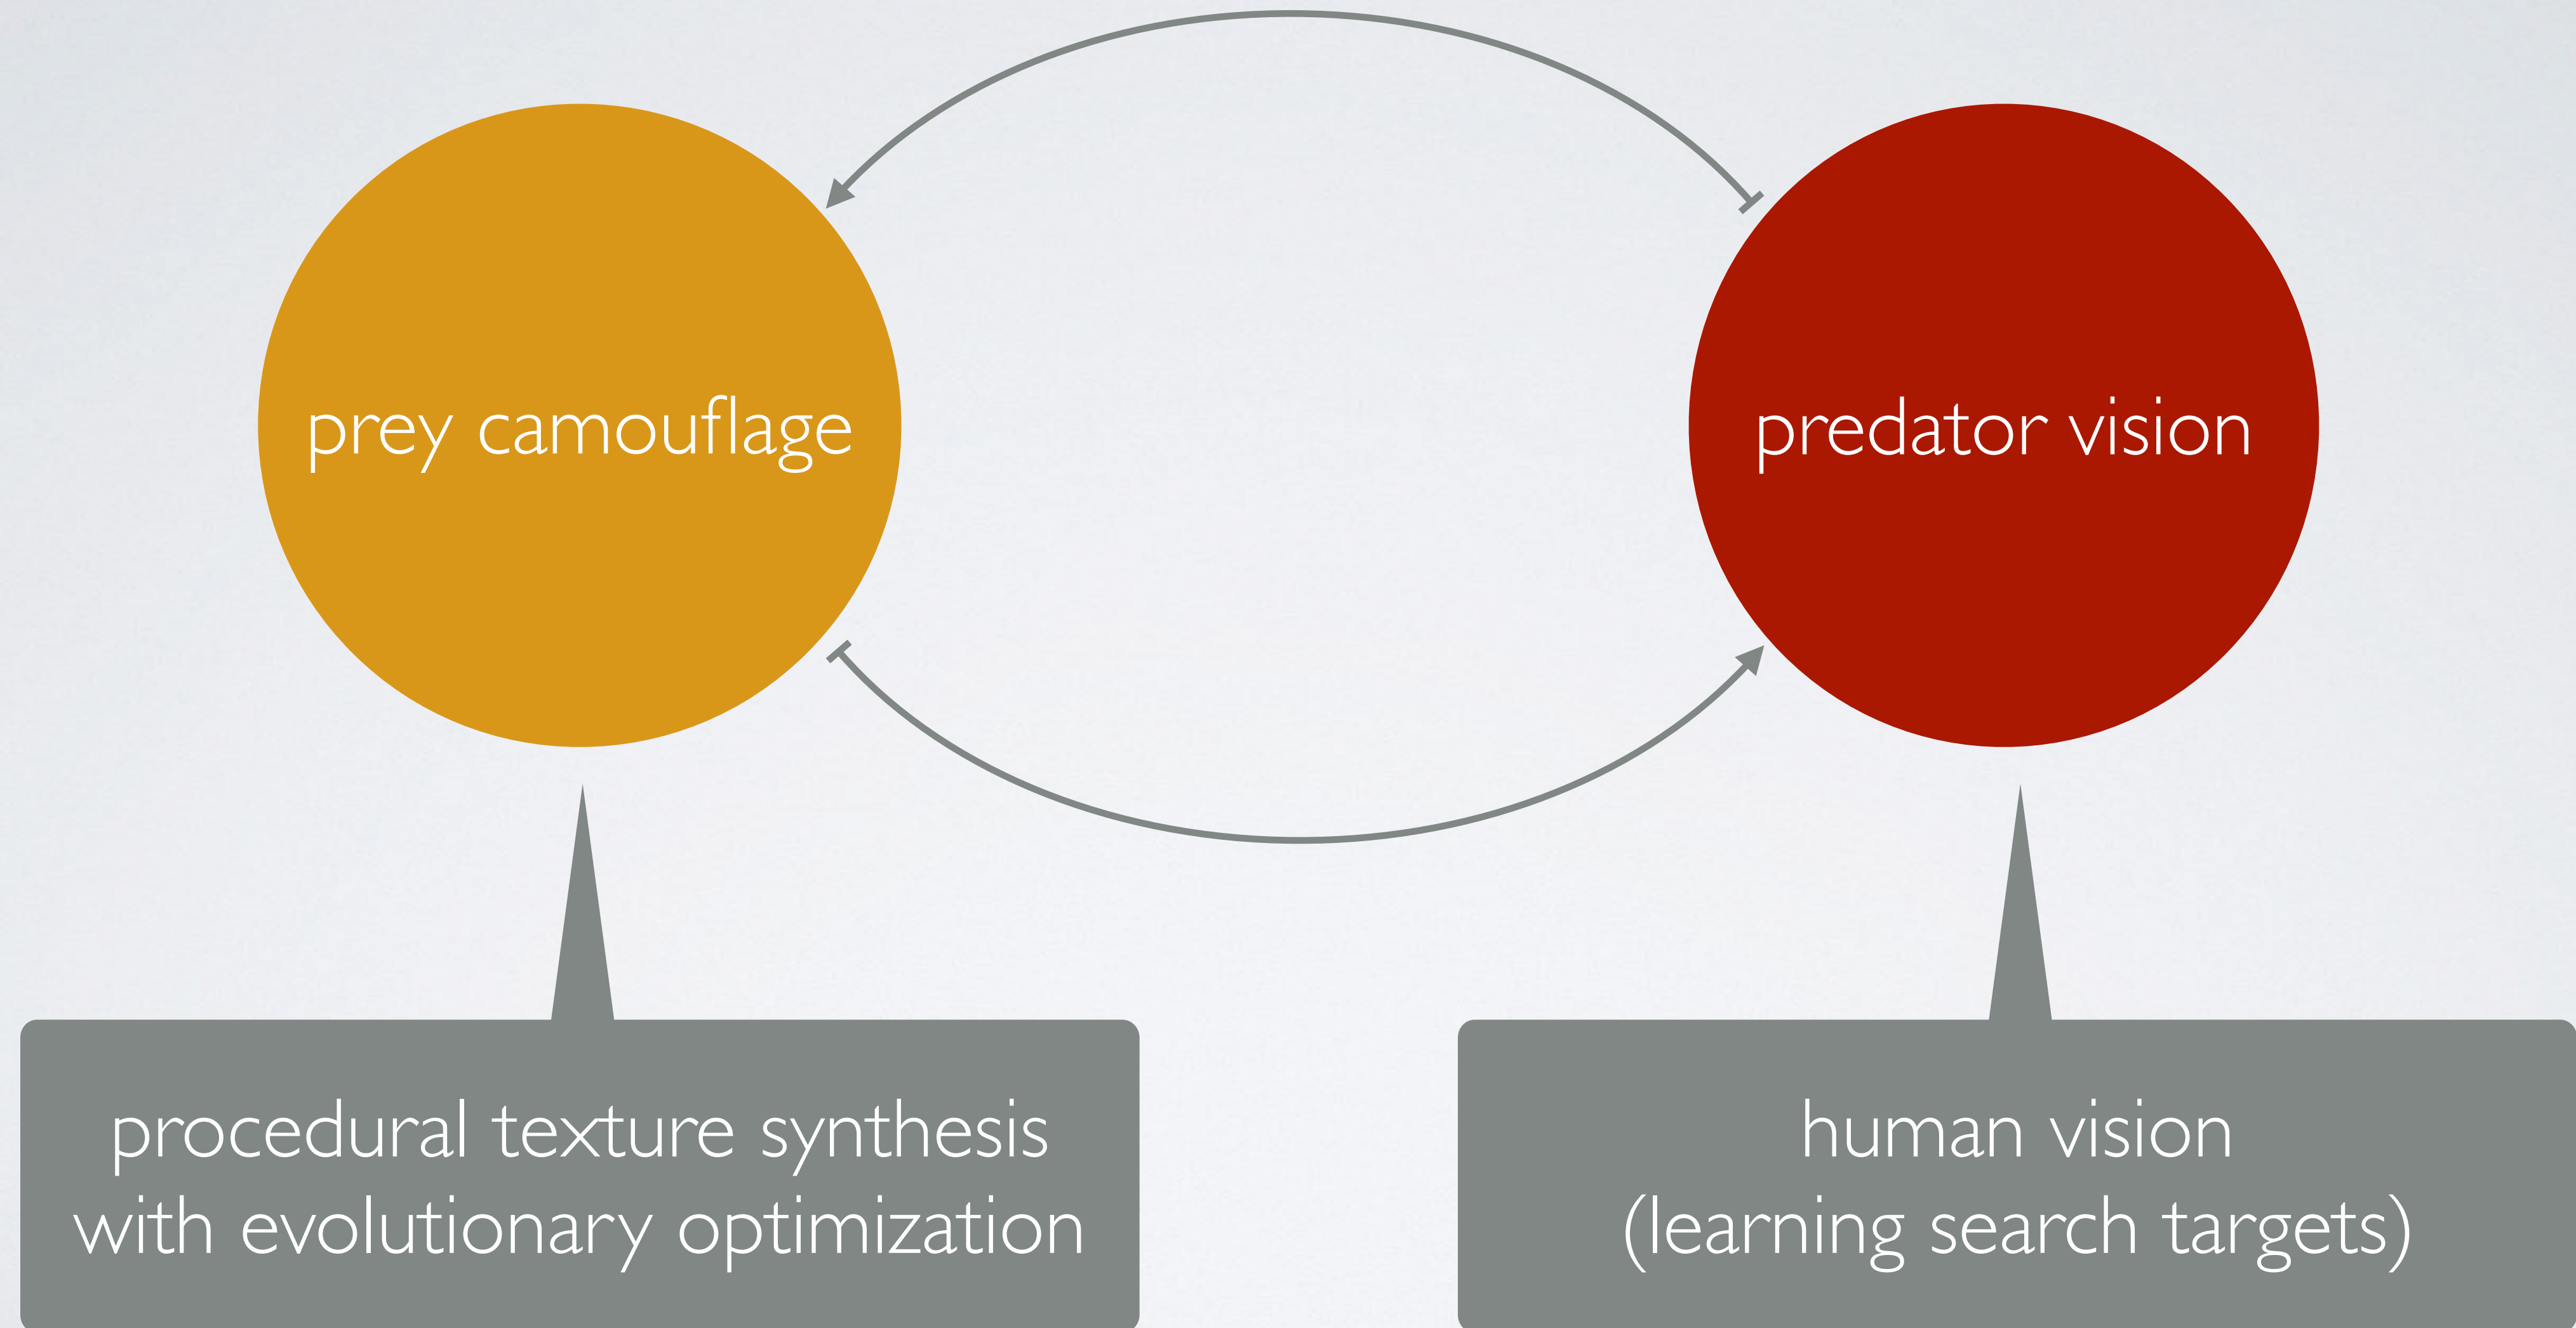 prey camouflage
predator vision
procedural texture synthesis
with evolutionary optimization
human vision
(learning search targets)